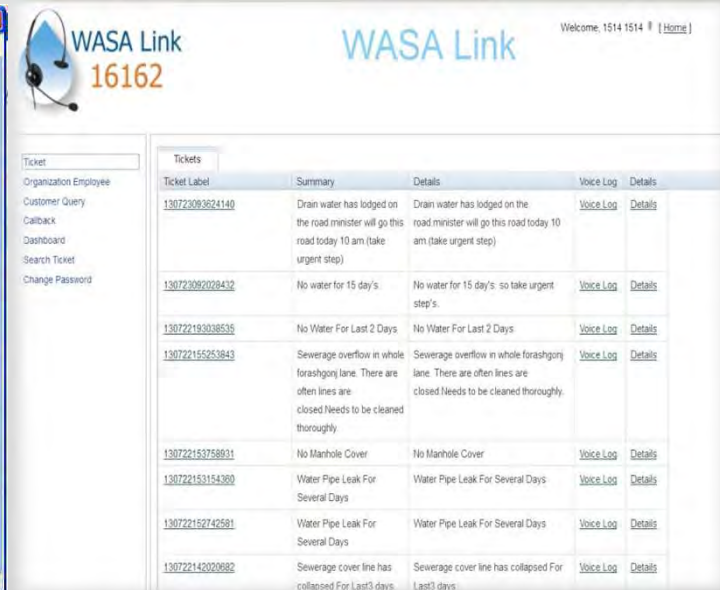 WASA Link
16162
WASA Link
Welcome, 1514 1514 [ Home ]
Ticket
Organization Employee
Customer Query
Callback
Dashboard
Search Ticket
Change Password
Tickets
Ticket Label Summary Details Voice Log Details
130723093624140 Drain water has lodged on Drain water has lodged on the Voice Log Details
the road.minister will go this road.minister will go this road today 10
road today 10 am (take am (take urgent step)
urgent step)
130723092028432 No water for 15 day's. No water for 15 day's. so take urgent Voice Log Details
step's.
130722193038535 No Water For Last 2 Days No Water For Last 2 Days Voice Log Details
130722155253843 Sewerage overflow in whole Sewerage overflow in whole forashgonj Voice Log Details
forashgonj lane. There are lane. There are often lines are
often lines are closed.Needs to be cleaned thoroughly.
closed.Needs to be cleaned
thoroughly.
130722153758931 No Manhole Cover No Manhole Cover Voice Log Details
130722153154360 Water Pipe Leak For Water Pipe Leak For Several Days Voice Log Details
Several Days
130722152742581 Water Pipe Leak For Water Pipe Leak For Several Days Voice Log Details
Several Days
130722142020682 Sewerage cover line has Sewerage cover line has collapsed For Voice Log Details
collapsed For Last3 days Last3 days